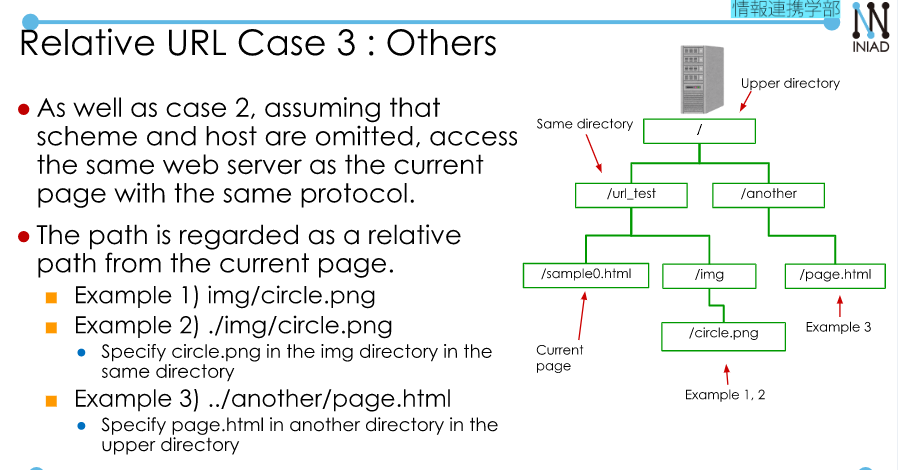 情報連携学部
INIAD
Relative URL Case 3 : Others
As well as case 2, assuming that
scheme and host are omitted, access
the same web server as the current
page with the same protocol.
The path is regarded as a relative
path from the current page.
Example 1) img/circle.png
Example 2) ./img/circle.png
Specify circle.png in the img directory in the
same directory
Example 3) ../another/page.html
Specify page.html in another directory in the
upper directory
Upper directory
Same directory
/
/url_test
/another
/sample0.html
/img
/page.html
/circle.png
Example 3
Current
page
Example 1, 2